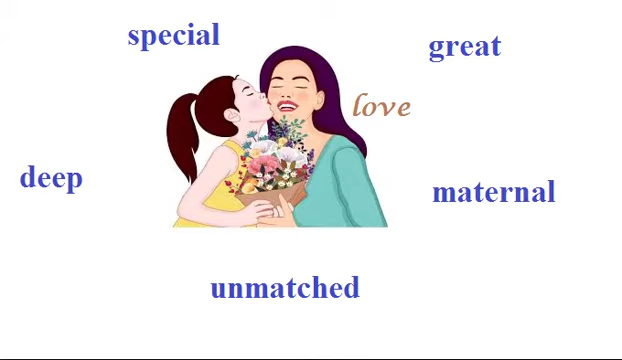 special
great
love
deep
maternal
unmatched